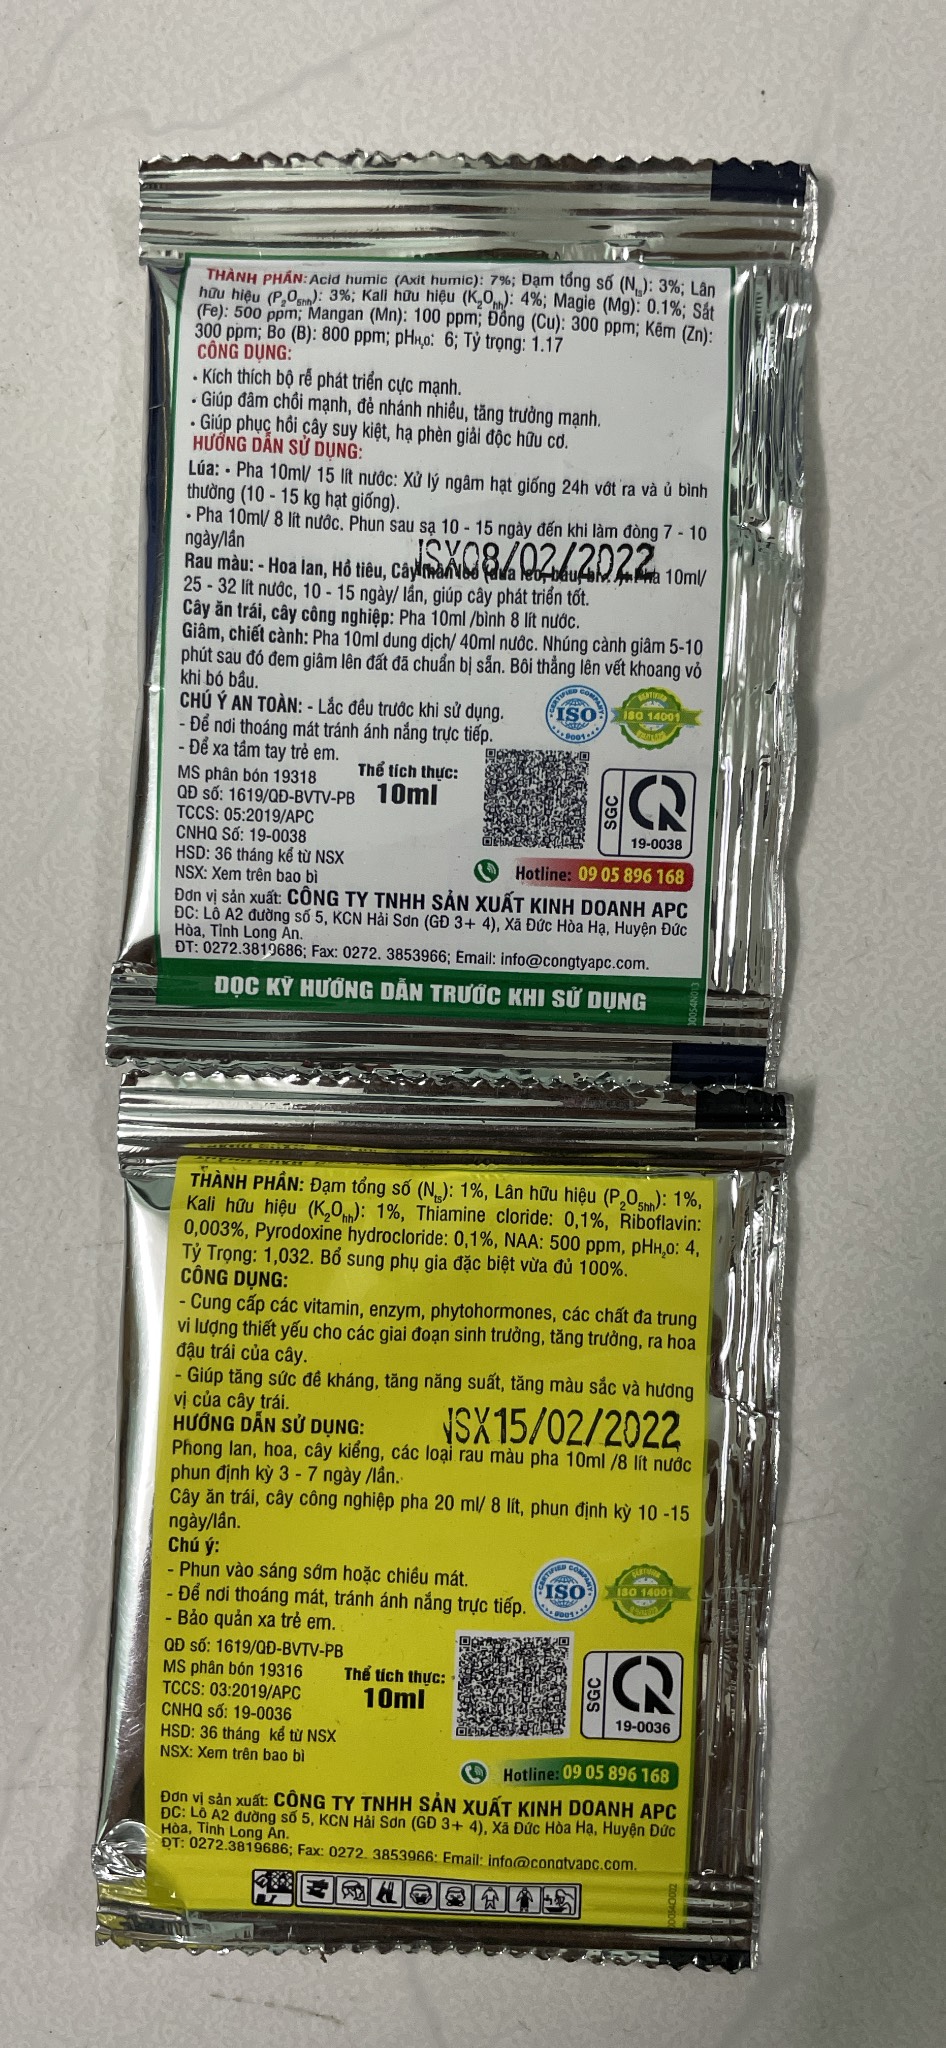 THÀNH PHẦN: Acid humic (Axit humic): 7%; Đạm tổng số (Nts): 3%; Lân
hữu hiệu (P2O5hh): 3%; Kali hữu hiệu (K2Ohh): 4%; Magie (Mg): 0.1%; Sắt
(Fe): 500 ppm; Mangan (Mn): 100 ppm; Đồng (Cu): 300 ppm; Kẽm (Zn):
300 ppm; Bo (B): 800 ppm; pHH2O: 6; Tỷ trọng: 1.17
CÔNG DỤNG:
• Kích thích bộ rễ phát triển cực mạnh.
• Giúp đâm chồi mạnh, đẻ nhánh nhiều, tăng trưởng mạnh.
• Giúp phục hồi cây suy kiệt, hạ phèn giải độc hữu cơ.
HƯỚNG DẪN SỬ DỤNG:
Lúa: • Pha 10ml/ 15 lít nước: Xử lý ngâm hạt giống 24h vớt ra và ủ bình
thường (10 - 15 kg hạt giống).
• Pha 10ml/ 8 lít nước. Phun sau sạ 10 - 15 ngày đến khi làm đòng 7 - 10
ngày/lần
NSX08/02/2022
Rau màu: - Hoa lan, Hồ tiêu, Cây thân leo (dưa leo, bầu, Pha 10ml/
25 - 32 lít nước, 10 - 15 ngày/ lần, giúp cây phát triển tốt.
Cây ăn trái, cây công nghiệp: Pha 10ml /bình 8 lít nước.
Giâm, chiết cành: Pha 10ml dung dịch/ 40ml nước. Nhúng cành giâm 5-10
phút sau đó đem giâm lên đất đã chuẩn bị sẵn. Bôi thẳng lên vết khoang vỏ
khi bó bầu.
CHÚ Ý AN TOÀN: - Lắc đều trước khi sử dụng.
- Để nơi thoáng mát tránh ánh nắng trực tiếp.
- Để xa tầm tay trẻ em.
CERTIFIED COMPANY
ISO
9001
CERTIFIED
ISO 14001
MS phân bón 19318
QĐ số: 1619/QĐ-BVTV-PB
TCCS: 05:2019/APC
CNHQ Số: 19-0038
HSD: 36 tháng kể từ NSX
NSX: Xem trên bao bì
Thể tích thực:
10ml
SGC
19-0038
Hotline: 09 05 896 168
Đơn vị sản xuất: CÔNG TY TNHH SẢN XUẤT KINH DOANH APC
ĐC: Lô A2 đường số 5, KCN Hải Sơn (GĐ 3+ 4), Xã Đức Hòa Hạ, Huyện Đức
Hòa, Tỉnh Long An.
ĐT: 0272.3819686; Fax: 0272. 3853966; Email: info@congtyapc.com.
ĐỌC KỸ HƯỚNG DẪN TRƯỚC KHI SỬ DỤNG
THÀNH PHẦN: Đạm tổng số (Nts): 1%, Lân hữu hiệu (P2O5hh): 1%,
Kali hữu hiệu (K2Ohh): 1%, Thiamine cloride: 0,1%, Riboflavin:
0,003%, Pyrodoxine hydrocloride: 0,1%, NAA: 500 ppm, pHH2O: 4,
Tỷ Trọng: 1,032. Bổ sung phụ gia đặc biệt vừa đủ 100%.
CÔNG DỤNG:
- Cung cấp các vitamin, enzym, phytohormones, các chất đa trung
vi lượng thiết yếu cho các giai đoạn sinh trưởng, tăng trưởng, ra hoa
đậu trái của cây.
- Giúp tăng sức đề kháng, tăng năng suất, tăng màu sắc và hương
vị của cây trái.
HƯỚNG DẪN SỬ DỤNG:
NSX15/02/2022
Phong lan, hoa, cây kiểng, các loại rau màu pha 10ml /8 lít nước
phun định kỳ 3 - 7 ngày /lần.
Cây ăn trái, cây công nghiệp pha 20 ml/ 8 lít, phun định kỳ 10 -15
ngày/lần.
Chú ý:
- Phun vào sáng sớm hoặc chiều mát.
- Để nơi thoáng mát, tránh ánh nắng trực tiếp.
- Bảo quản xa trẻ em.
CERTIFIED COMPANY
ISO
9001
CERTIFIED
ISO 14001
QĐ số: 1619/QĐ-BVTV-PB
MS phân bón 19316
TCCS: 03:2019/APC
CNHQ số: 19-0036
HSD: 36 tháng kể từ NSX
NSX: Xem trên bao bì
Thể tích thực:
10ml
SGC
19-0036
Hotline: 09 05 896 168
Đơn vị sản xuất: CÔNG TY TNHH SẢN XUẤT KINH DOANH APC
ĐC: Lô A2 đường số 5, KCN Hải Sơn (GĐ 3+ 4), Xã Đức Hòa Hạ, Huyện Đức
Hòa, Tỉnh Long An.
ĐT: 0272.3819686; Fax: 0272. 3853966; Email: info@congtyapc.com.